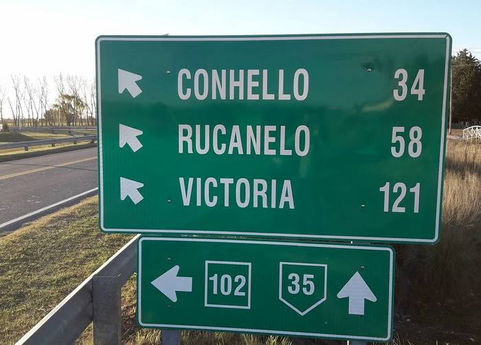 CONHELLO 34
RUCANELO 58
VICTORIA 121
102 35